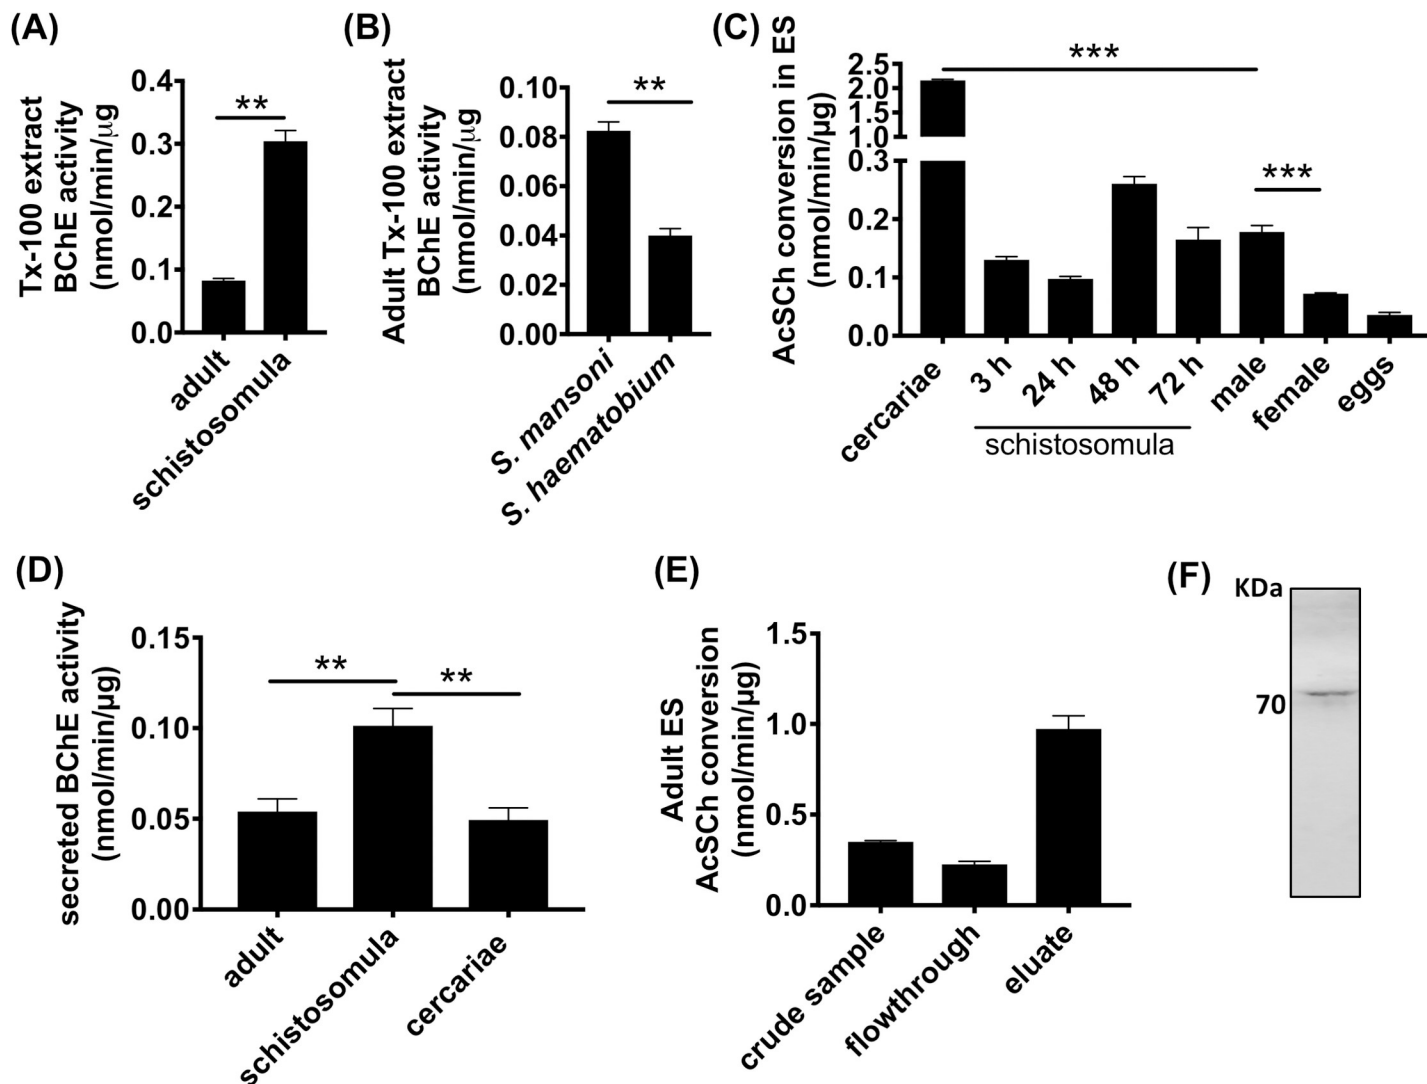 (A)
Tx-100 extract
BChE activity
(nmol/min/μg
0.4
0.3
0.2
0.1
0.0
**
adult
schistosomula
(B)
Adult Tx-100 extract
BChE activity
(nmol/min/μg
0.10
0.08
0.06
0.04
0.02
0.00
**
S. mansoni
S. haematobium
(C)
AcSCh conversion in ES
(nmol/min/μg)
2.5
2.0
1.5
1.0
0.3
0.2
0.1
0.0
***
***
cercariae
3 h
24 h
48 h
72 h
male
female
eggs
schistosomula
(D)
secreted BChE activity
(nmol/min/μg)
0.15
0.10
0.05
0.00
**
**
adult
schistosomula
cercariae
(E)
Adult ES
AcSCh conversion
(nmol/min/μg)
1.5
1.0
0.5
0.0
crude sample
flowthrough
eluate
(F)
KDa
70